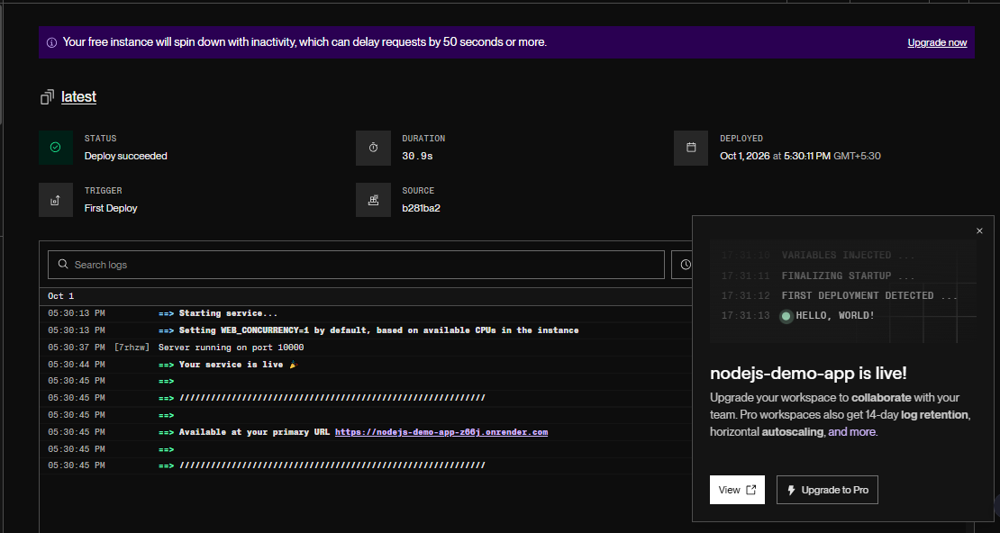 Your free instance will spin down with inactivity, which can delay requests by 50 seconds or more.
Upgrade now
latest
STATUS
Deploy succeeded
DURATION
30.9s
DEPLOYED
Oct 1, 2026 at 5:30:11 PM GMT+5:30
TRIGGER
First Deploy
SOURCE
b281ba2
Search logs
Oct 1
05:30:13 PM ==> Starting service...
05:30:13 PM ==> Setting WEB_CONCURRENCY=1 by default, based on available CPUs in the instance
05:30:37 PM [7rhzw] Server running on port 10000
05:30:44 PM ==> Your service is live 🎉
05:30:45 PM ==>
05:30:45 PM ==> ///////////////////////////////////////////////////////////
05:30:45 PM ==>
05:30:45 PM ==> Available at your primary URL https://nodejs-demo-app-z66j.onrender.com
05:30:45 PM ==>
05:30:45 PM ==> ///////////////////////////////////////////////////////////
17:31:10 VARIABLES INJECTED ...
17:31:11 FINALIZING STARTUP ...
17:31:12 FIRST DEPLOYMENT DETECTED ...
17:31:13 HELLO, WORLD!
nodejs-demo-app is live!
Upgrade your workspace to collaborate with your
team. Pro workspaces also get 14-day log retention,
horizontal autoscaling, and more.
View
Upgrade to Pro